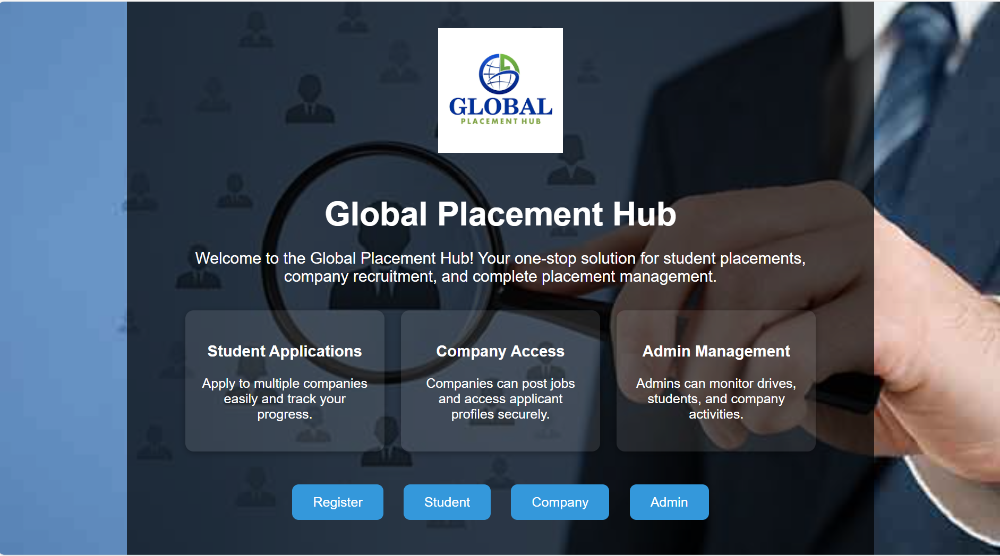 GLOBAL
PLACEMENT HUB
Global Placement Hub
Welcome to the Global Placement Hub! Your one-stop solution for student placements,
company recruitment, and complete placement management.
Student Applications
Apply to multiple companies
easily and track your
progress.
Company Access
Companies can post jobs
and access applicant
profiles securely.
Admin Management
Admins can monitor drives,
students, and company
activities.
Register
Student
Company
Admin